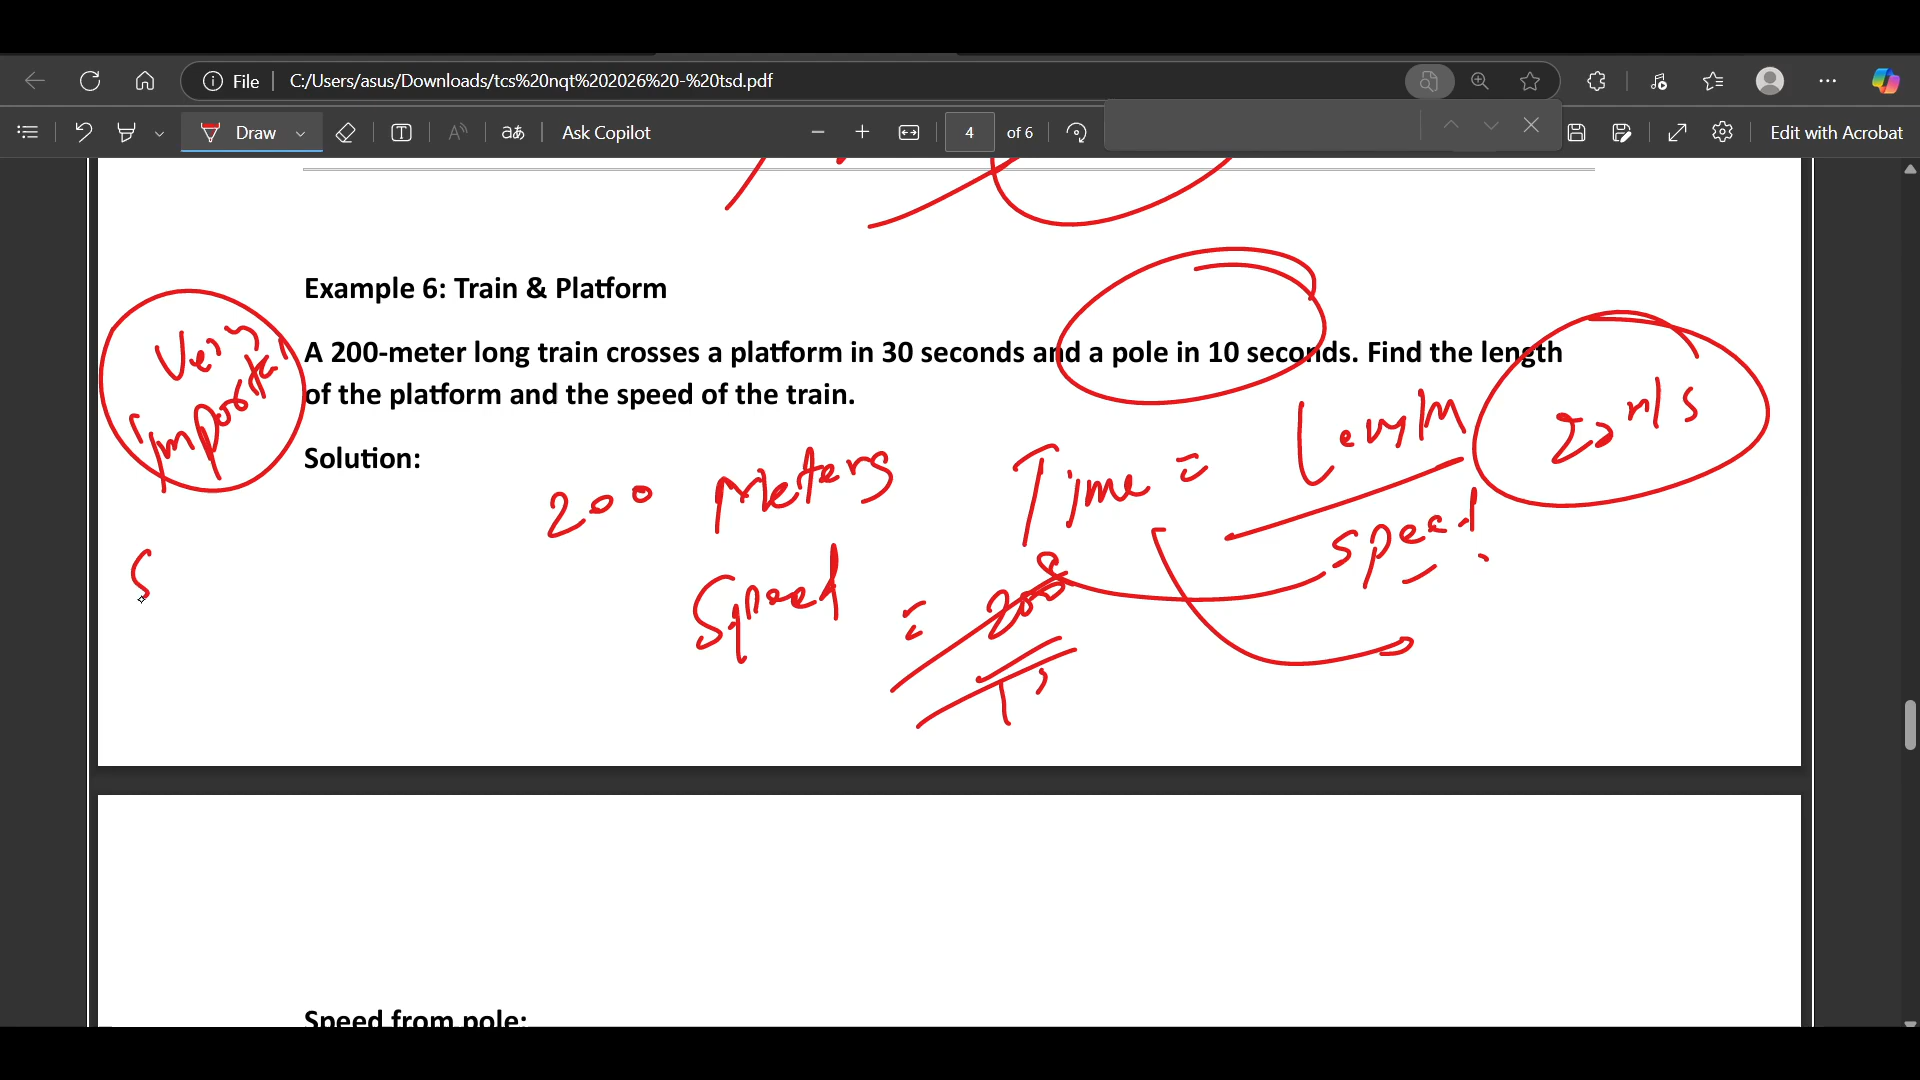 File
C:/Users/asus/Downloads/tcs%20nqt%202026%20-%20tsd.pdf
Draw
aあ
Ask Copilot
4
of 6
Edit with Acrobat
Example 6: Train & Platform
A 200-meter long train crosses a platform in 30 seconds and a pole in 10 seconds. Find the length
of the platform and the speed of the train.
Very
important
Solution:
200 Meters
Time = Length
speed
20 m/s
Speed = 200
S
Speed from pole: